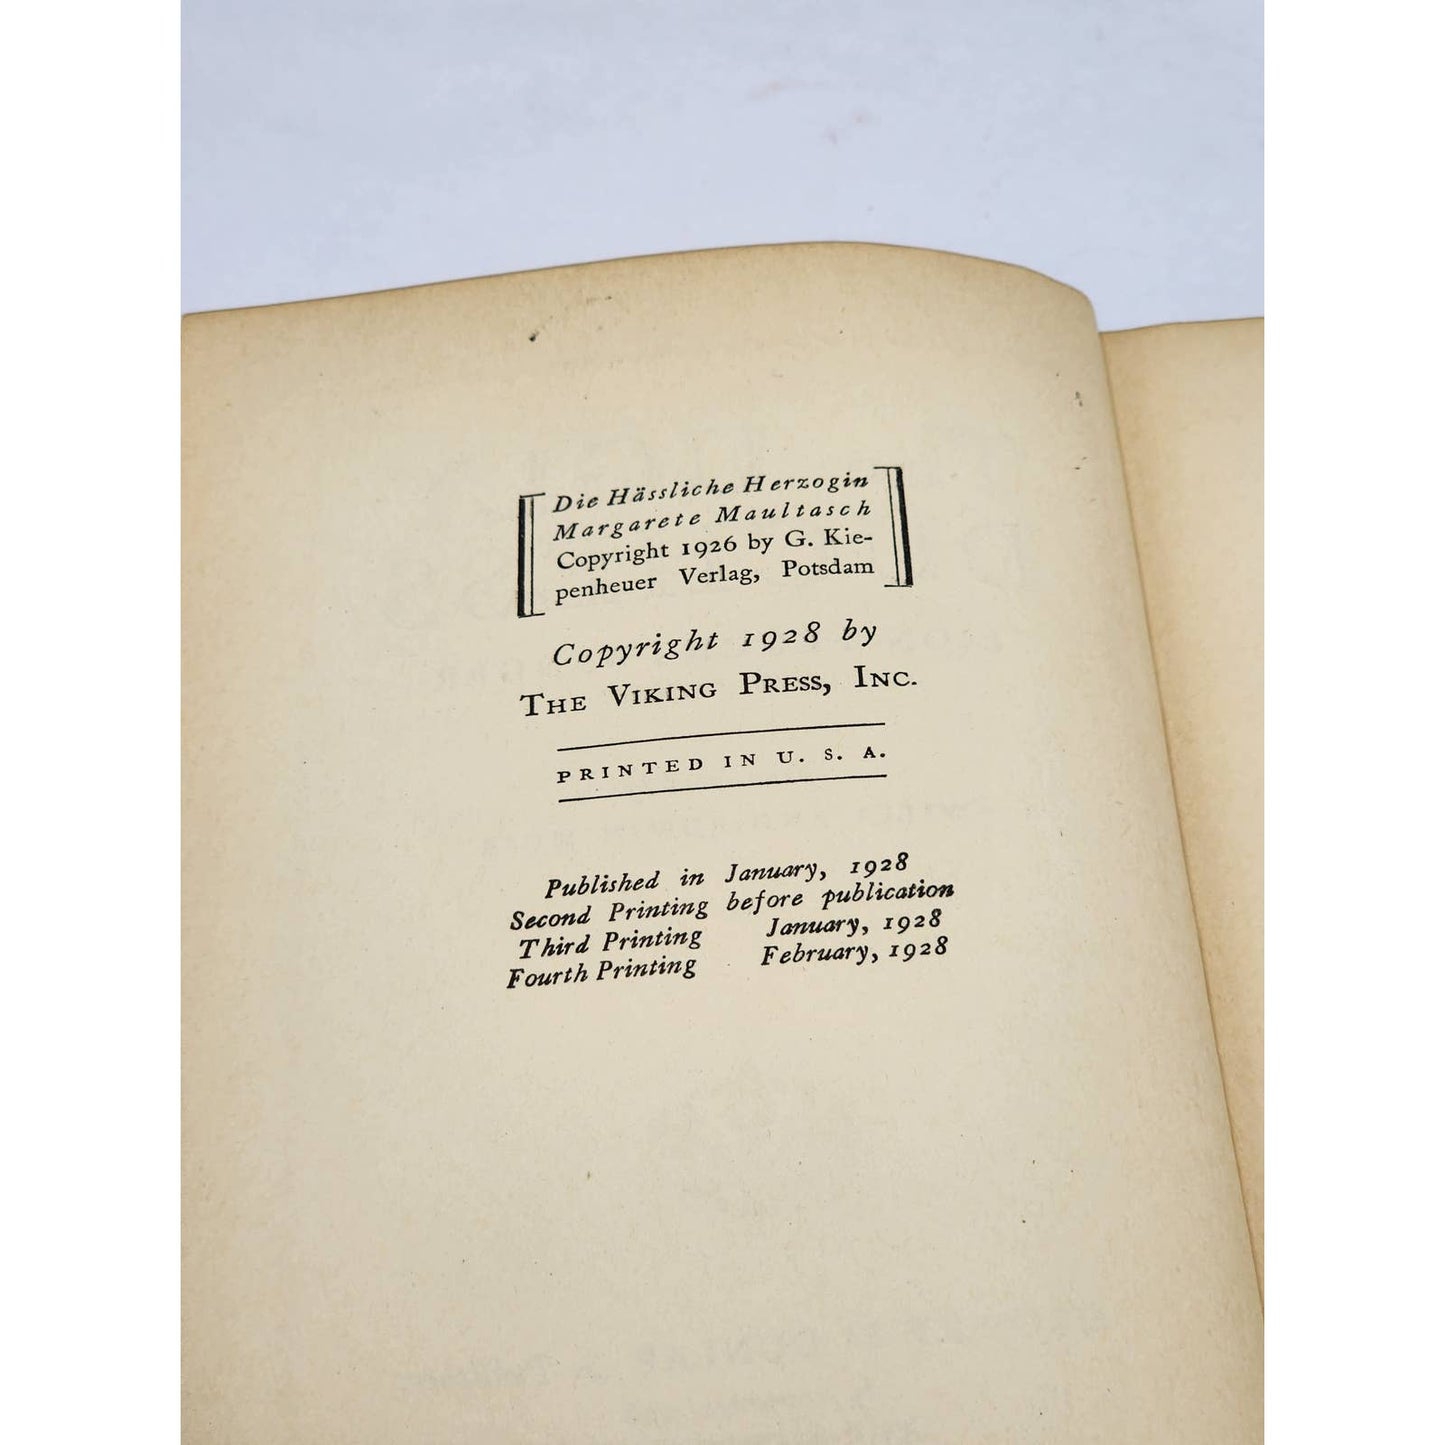 Die Hässliche Herzogin
Margarete Maultasch
Copyright 1926 by G. Kie-
penheuer Verlag, Potsdam
Copyright 1928 by
THE VIKING PRESS, INC.
PRINTED IN U. S. A.
Published in January, 1928
Second Printing before publication
Third Printing January, 1928
Fourth Printing February, 1928